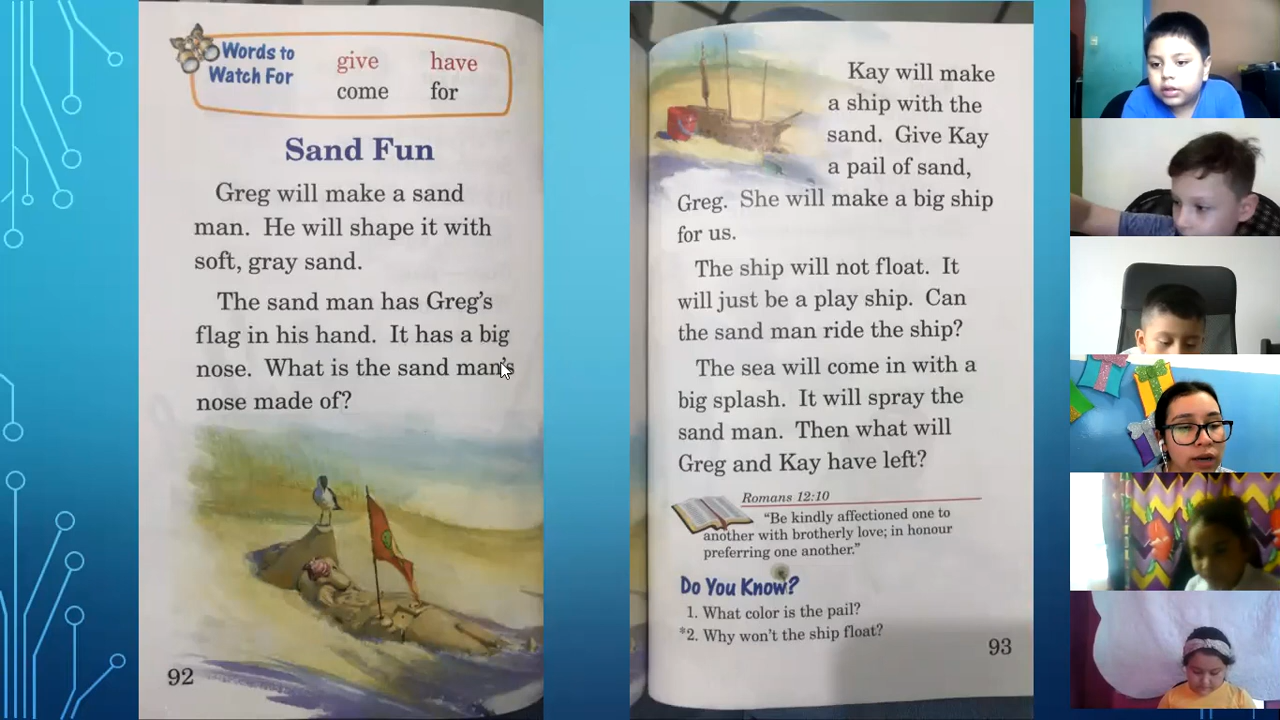 Words to
Watch For
give have
come for
Sand Fun
Greg will make a sand
man. He will shape it with
soft, gray sand.
The sand man has Greg's
flag in his hand. It has a big
nose. What is the sand man's
nose made of?
92
Kay will make
a ship with the
sand. Give Kay
a pail of sand,
Greg. She will make a big ship
for us.
The ship will not float. It
will just be a play ship. Can
the sand man ride the ship?
The sea will come in with a
big splash. It will spray the
sand man. Then what will
Greg and Kay have left?
Romans 12:10
"Be kindly affectioned one to
another with brotherly love; in honour
preferring one another."
Do You Know?
1. What color is the pail?
*2. Why won't the ship float?
93